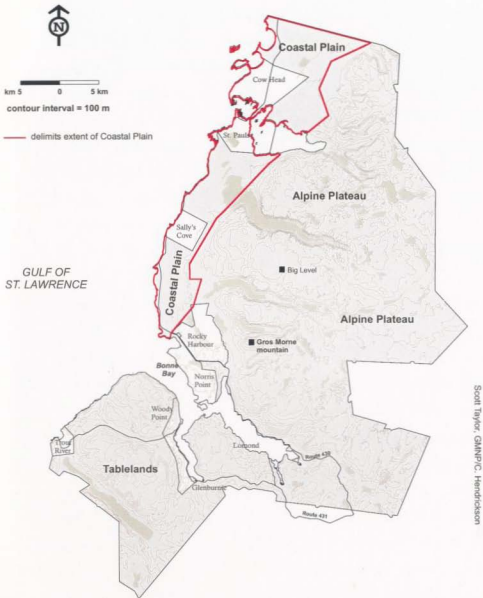 N
km 5 0 5 km
contour interval = 100 m
delimits extent of Coastal Plain
Coastal Plain
Cow Head
St. Pauls
Alpine Plateau
Sally's
Cove
GULF OF
ST. LAWRENCE
Coastal Plain
Big Level
Alpine Plateau
Rocky
Harbour
Gros Morne
mountain
Bonne
Bay
Norris
Point
Woody
Point
Trout
River
Lomond
Tablelands
Glenburnie
Route 430
Route 431
Scott Taylor, GMNP/C. Hendrickson